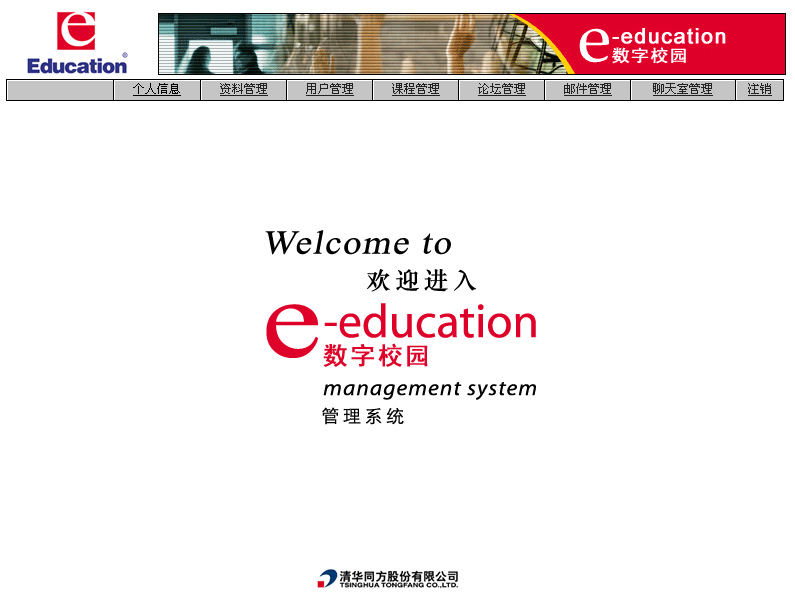 e
Education®
e-education
数字校园
个人信息 资料管理 用户管理 课程管理 论坛管理 邮件管理 聊天室管理 注销
Welcome to
欢迎进入
e-education
数字校园
management system
管理系统
清华同方股份有限公司
TSINGHUA TONGFANG CO.,LTD.